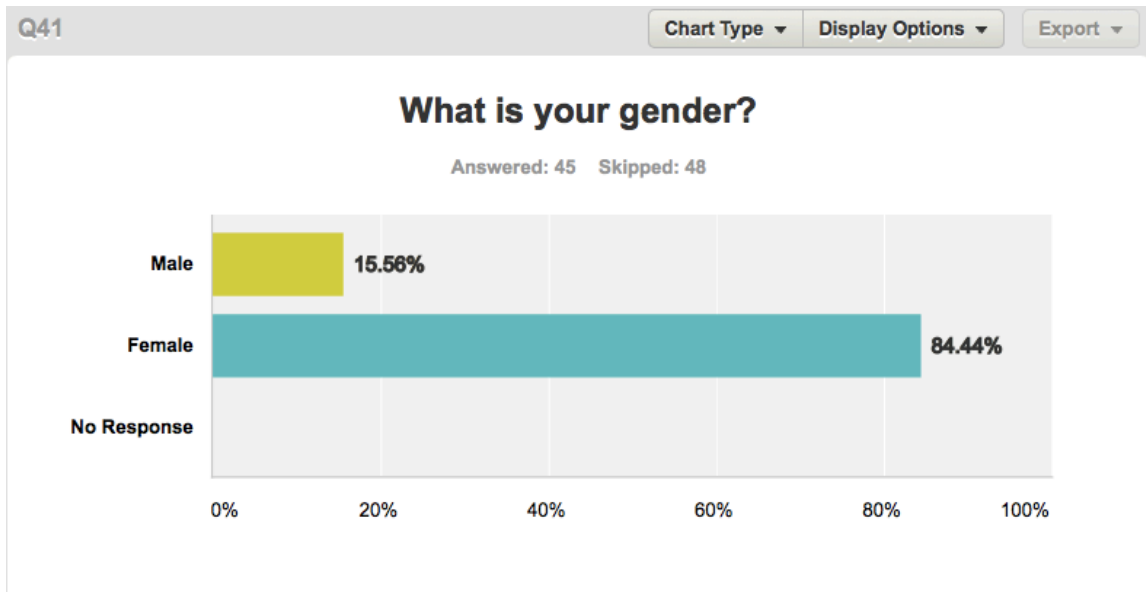 Q41 Chart Type Display Options Export
What is your gender?
Answered: 45 Skipped: 48
Male 15.56%
Female 84.44%
No Response
0% 20% 40% 60% 80% 100%